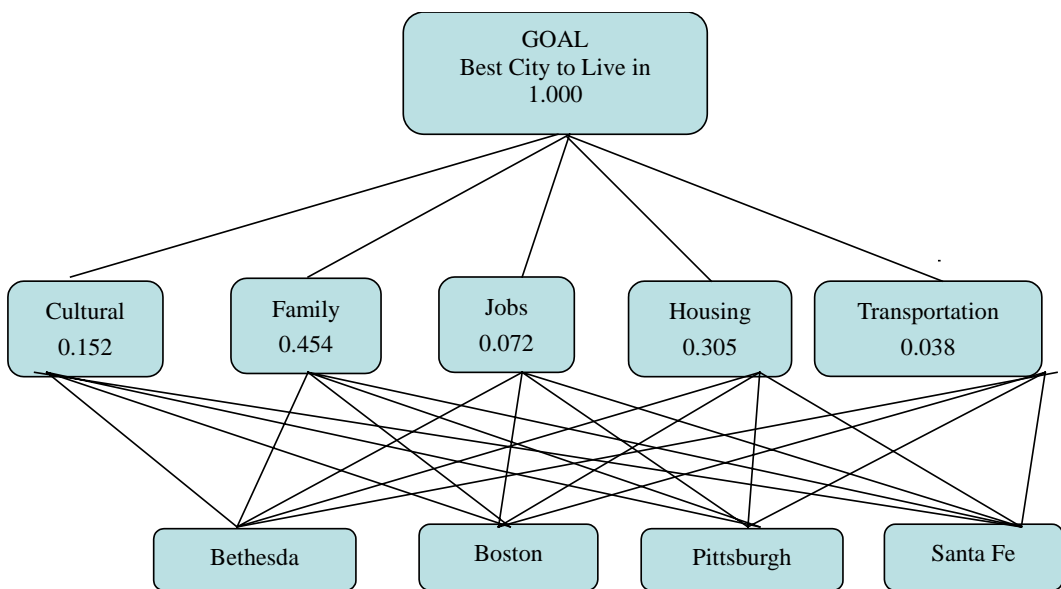 GOAL
Best City to Live in
1.000
Cultural
0.152
Family
0.454
Jobs
0.072
Housing
0.305
Transportation
0.038
Bethesda
Boston
Pittsburgh
Santa Fe